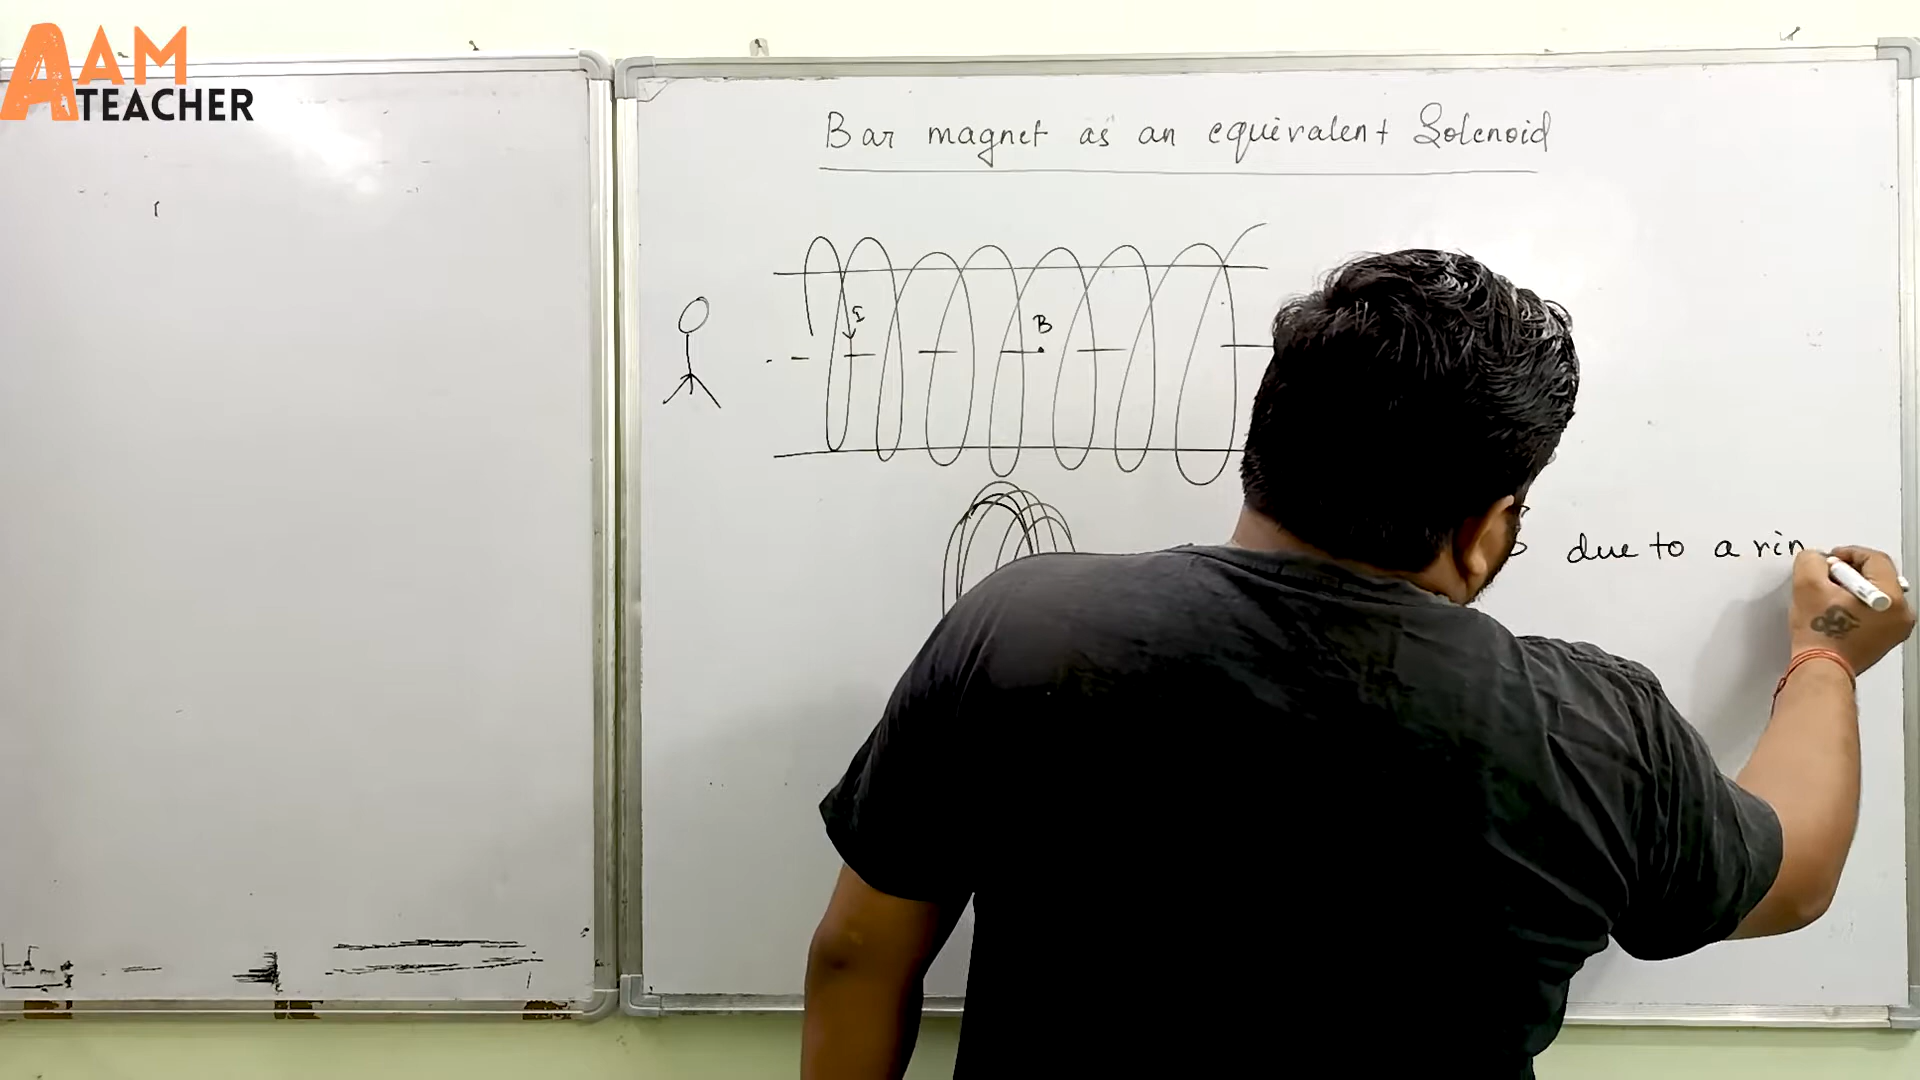 AAM
TEACHER
Bar magnet as an equivalent Solenoid
I
B
due to a rin